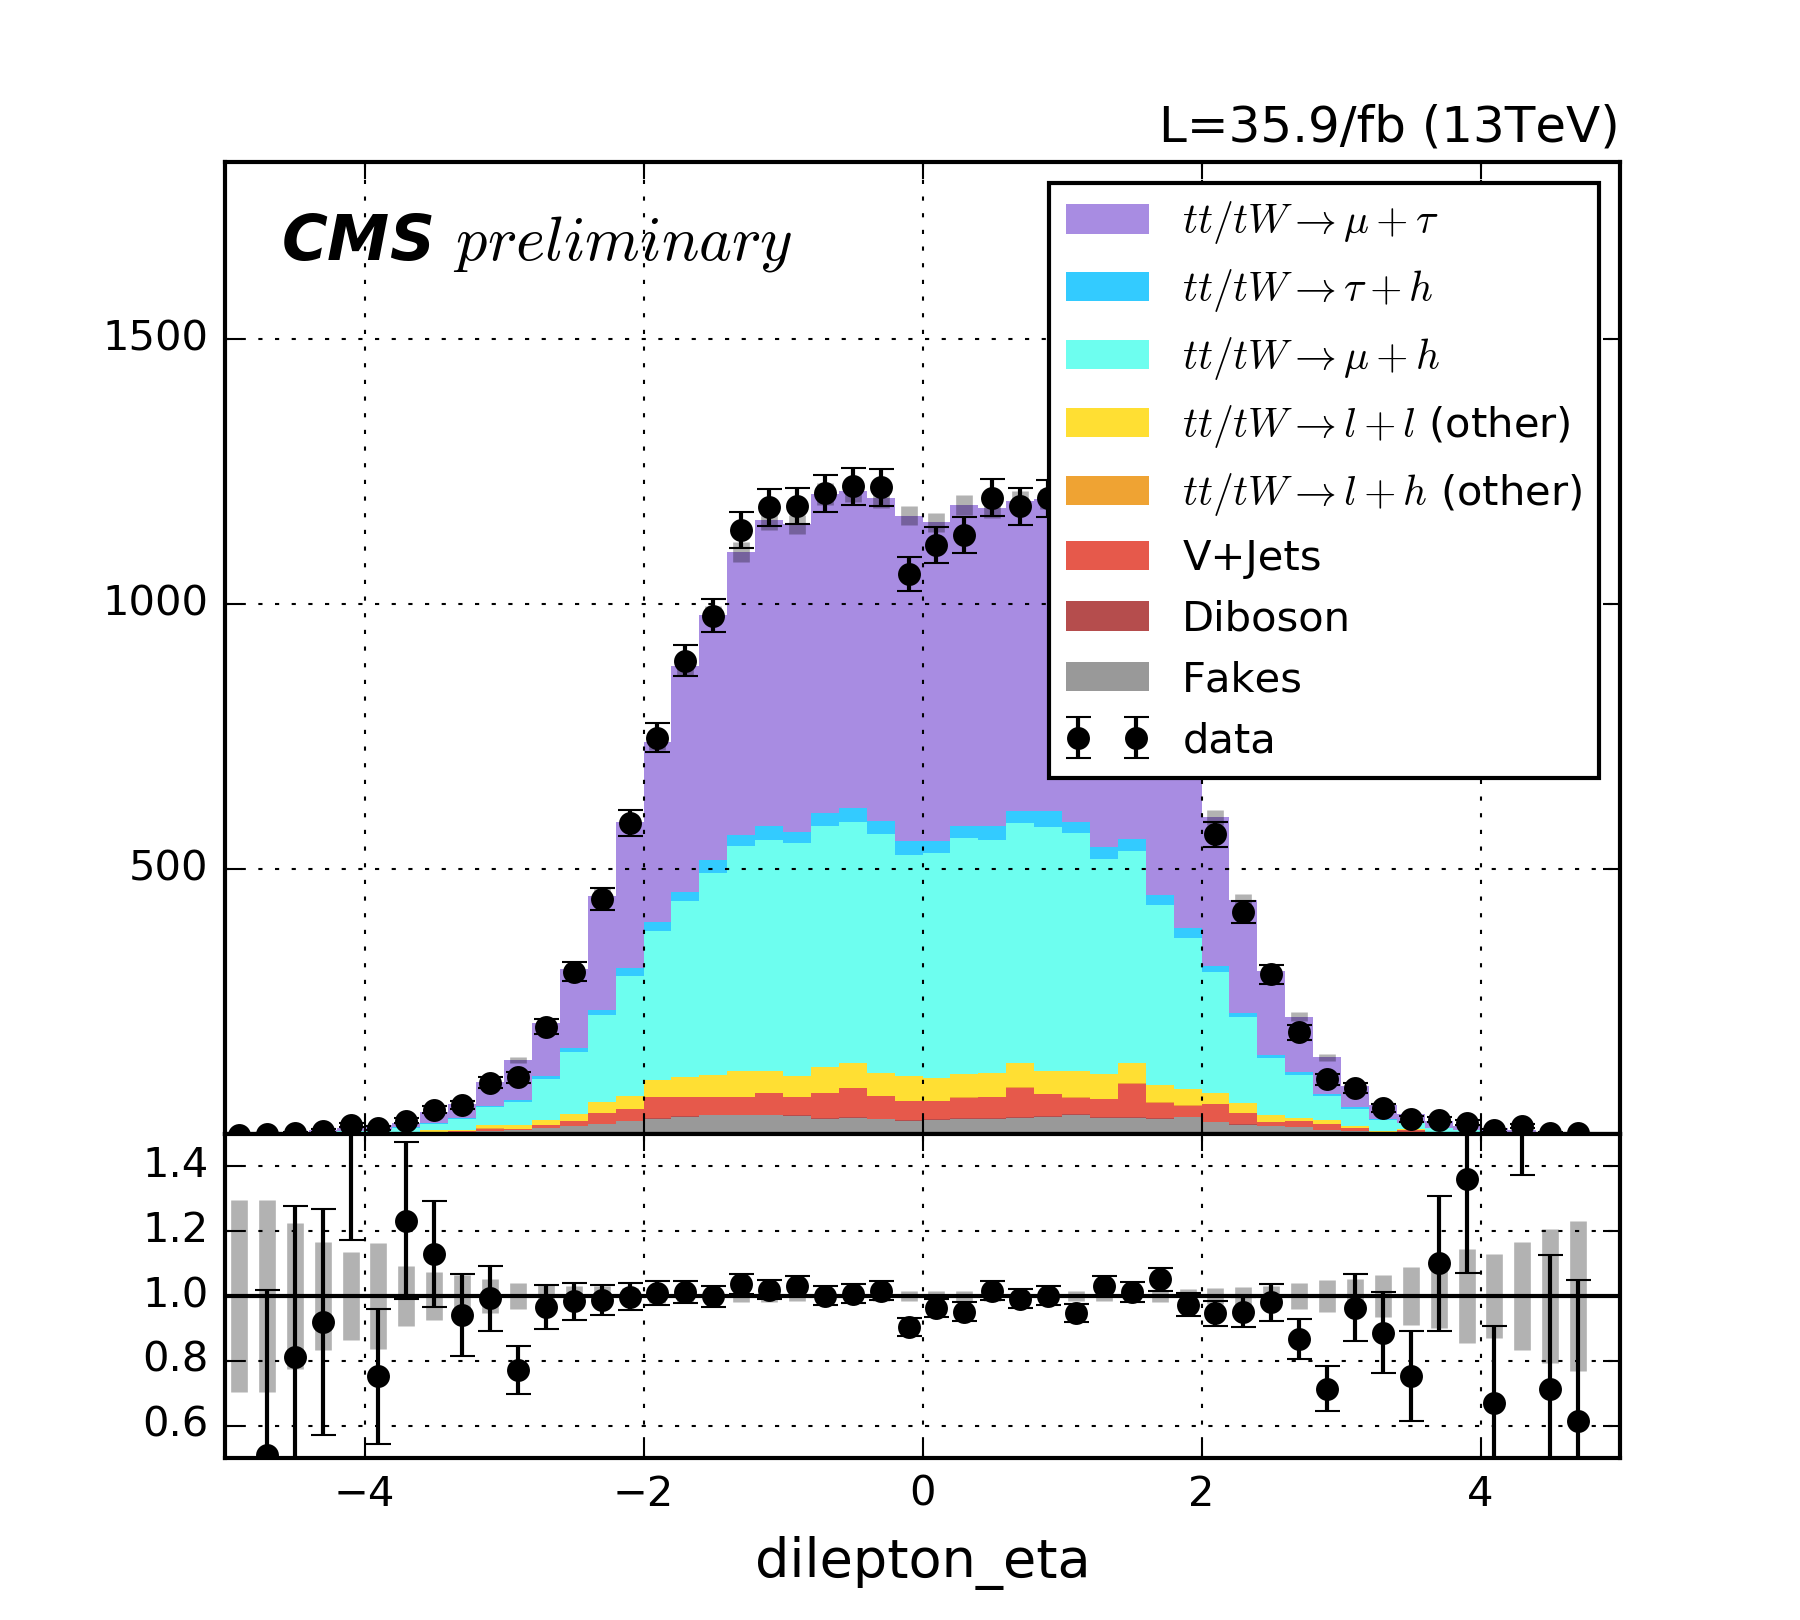 L=35.9/fb (13TeV)
CMS preliminary
tt/tW→μ+τ
tt/tW→τ+h
tt/tW→μ+h
tt/tW→l+l (other)
tt/tW→l+h (other)
V+Jets
Diboson
Fakes
data
1500
1000
500
1.4
1.2
1.0
0.8
0.6
−4 −2 0 2 4
dilepton_eta